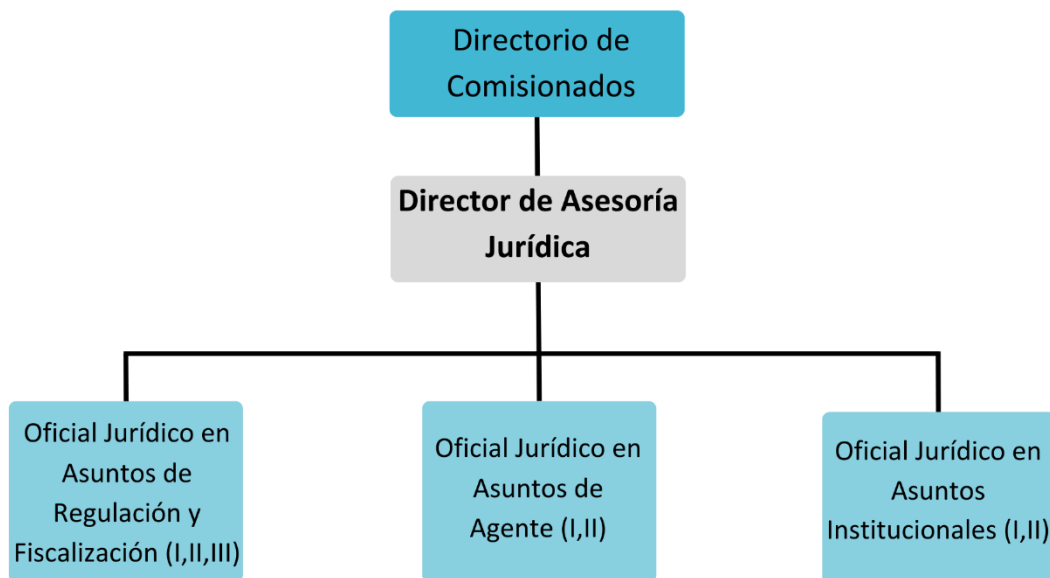 Directorio de
Comisionados
Director de Asesoría
Jurídica
Oficial Jurídico en
Asuntos de
Regulación y
Fiscalización (I,II,III)
Oficial Jurídico en
Asuntos de
Agente (I,II)
Oficial Jurídico en
Asuntos
Institucionales (I,II)